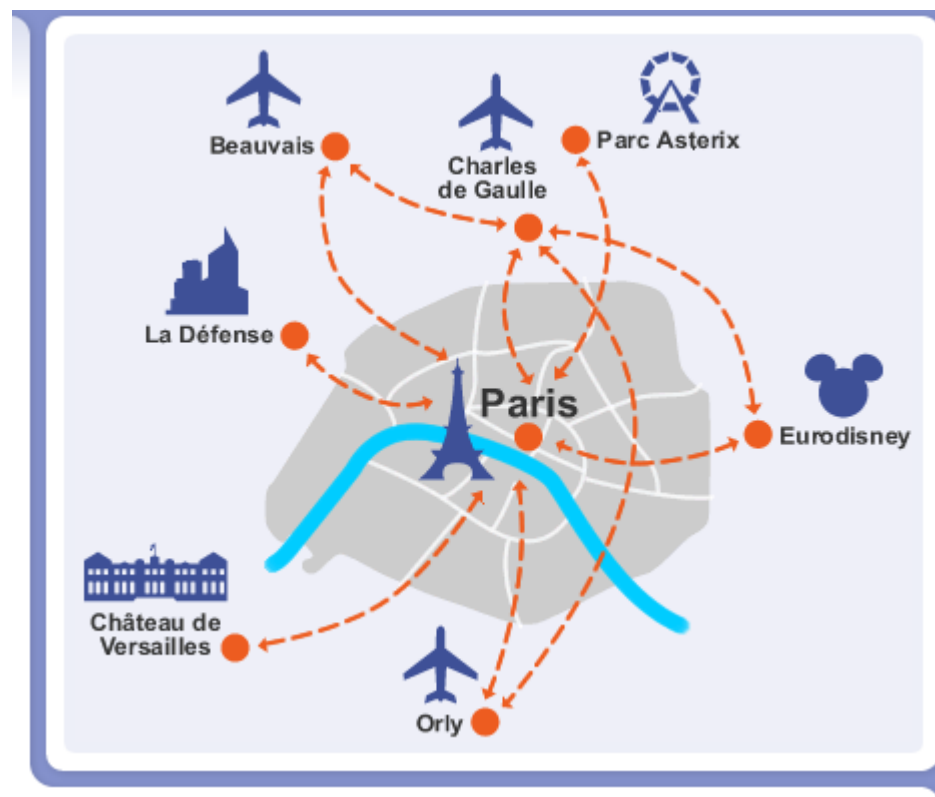 Beauvais
Charles
de Gaulle
Parc Asterix
La Défense
Paris
Eurodisney
Château de
Versailles
Orly